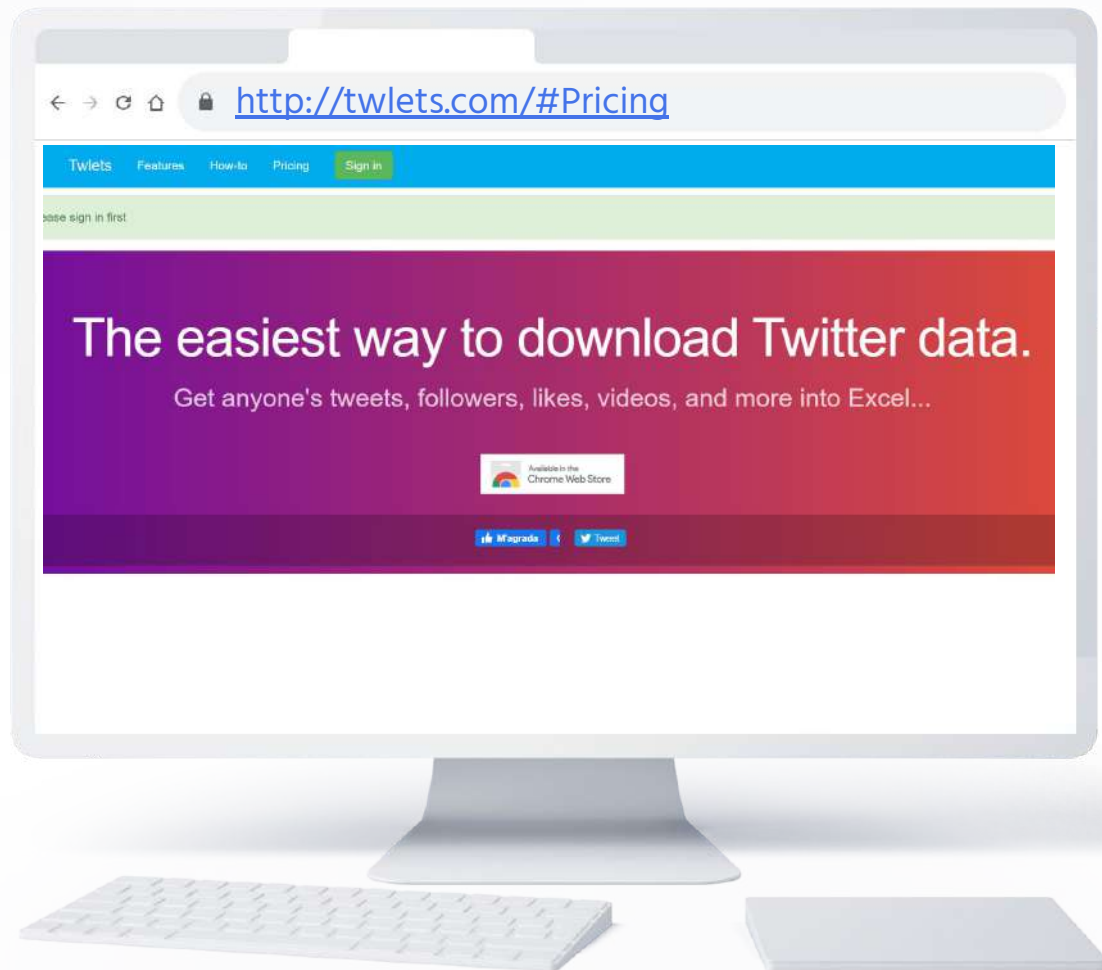 http://twlets.com/#Pricing
Twlets Features How-to Pricing Sign in
ease sign in first
The easiest way to download Twitter data.
Get anyone's tweets, followers, likes, videos, and more into Excel...
Available in the
Chrome Web Store
M'agrada Tweet